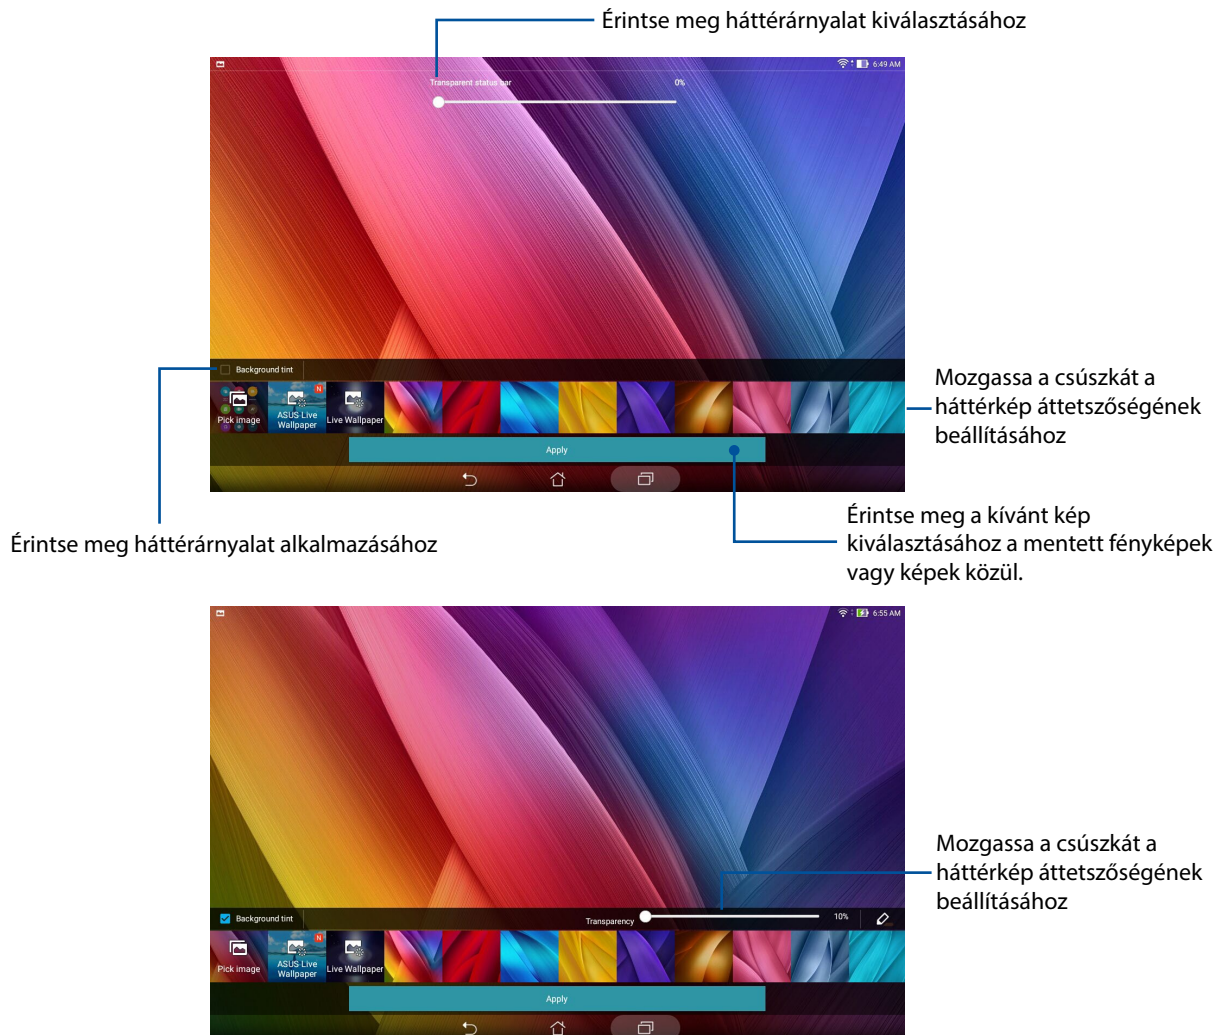 Érintse meg háttérárnyalat kiválasztásához
6:49 AM
Transparent status bar 0%
Background tint
Pick image
ASUS Live
Wallpaper
N
Live Wallpaper
Apply
Mozgassa a csúszkát a
háttérkép áttetszőségének
beállításához
Érintse meg háttérárnyalat alkalmazásához
Érintse meg a kívánt kép
kiválasztásához a mentett fényképek
vagy képek közül.
6:55 AM
Background tint
Transparency 10%
Pick image
ASUS Live
Wallpaper
N
Live Wallpaper
Apply
Mozgassa a csúszkát a
háttérkép áttetszőségének
beállításához